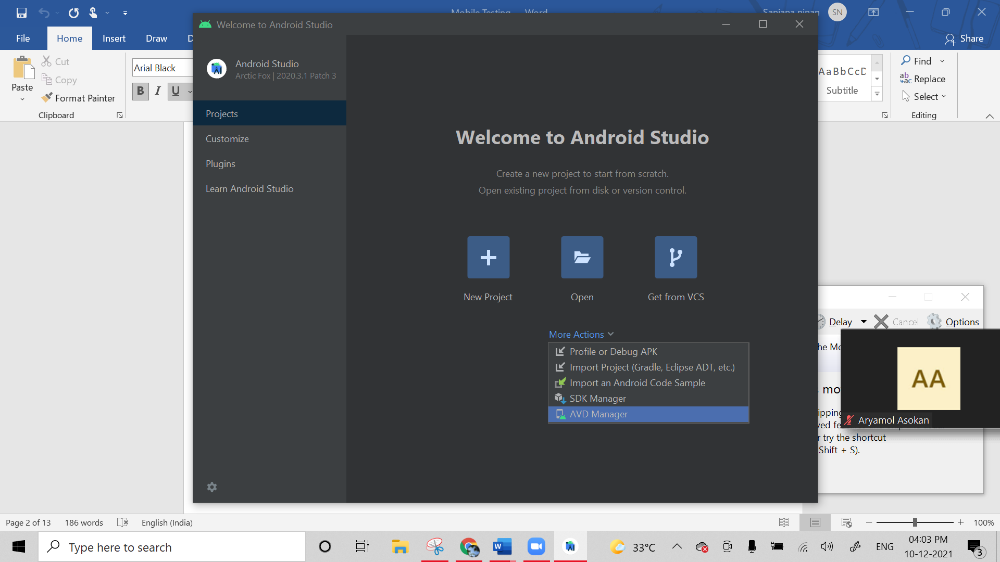 Mobile Testing - Word
Sanjana ninan
SN
File
Home
Insert
Draw
D
Share
Paste
Cut
Copy
Format Painter
Clipboard
Arial Black
B
I
U
AaBbCcD
Subtitle
Find
Replace
Select
Editing
Welcome to Android Studio
Android Studio
Arctic Fox | 2020.3.1 Patch 3
Projects
Customize
Plugins
Learn Android Studio
Welcome to Android Studio
Create a new project to start from scratch.
Open existing project from disk or version control.
New Project
Open
Get from VCS
More Actions
Profile or Debug APK
Import Project (Gradle, Eclipse ADT, etc.)
Import an Android Code Sample
SDK Manager
AVD Manager
Delay
Cancel
Options
he Mo
s mo
ipping
r try the shortcut
Shift + S).
AA
Aryamol Asokan
Page 2 of 13
186 words
English (India)
100%
Type here to search
33°C
ENG
04:03 PM
10-12-2021
3